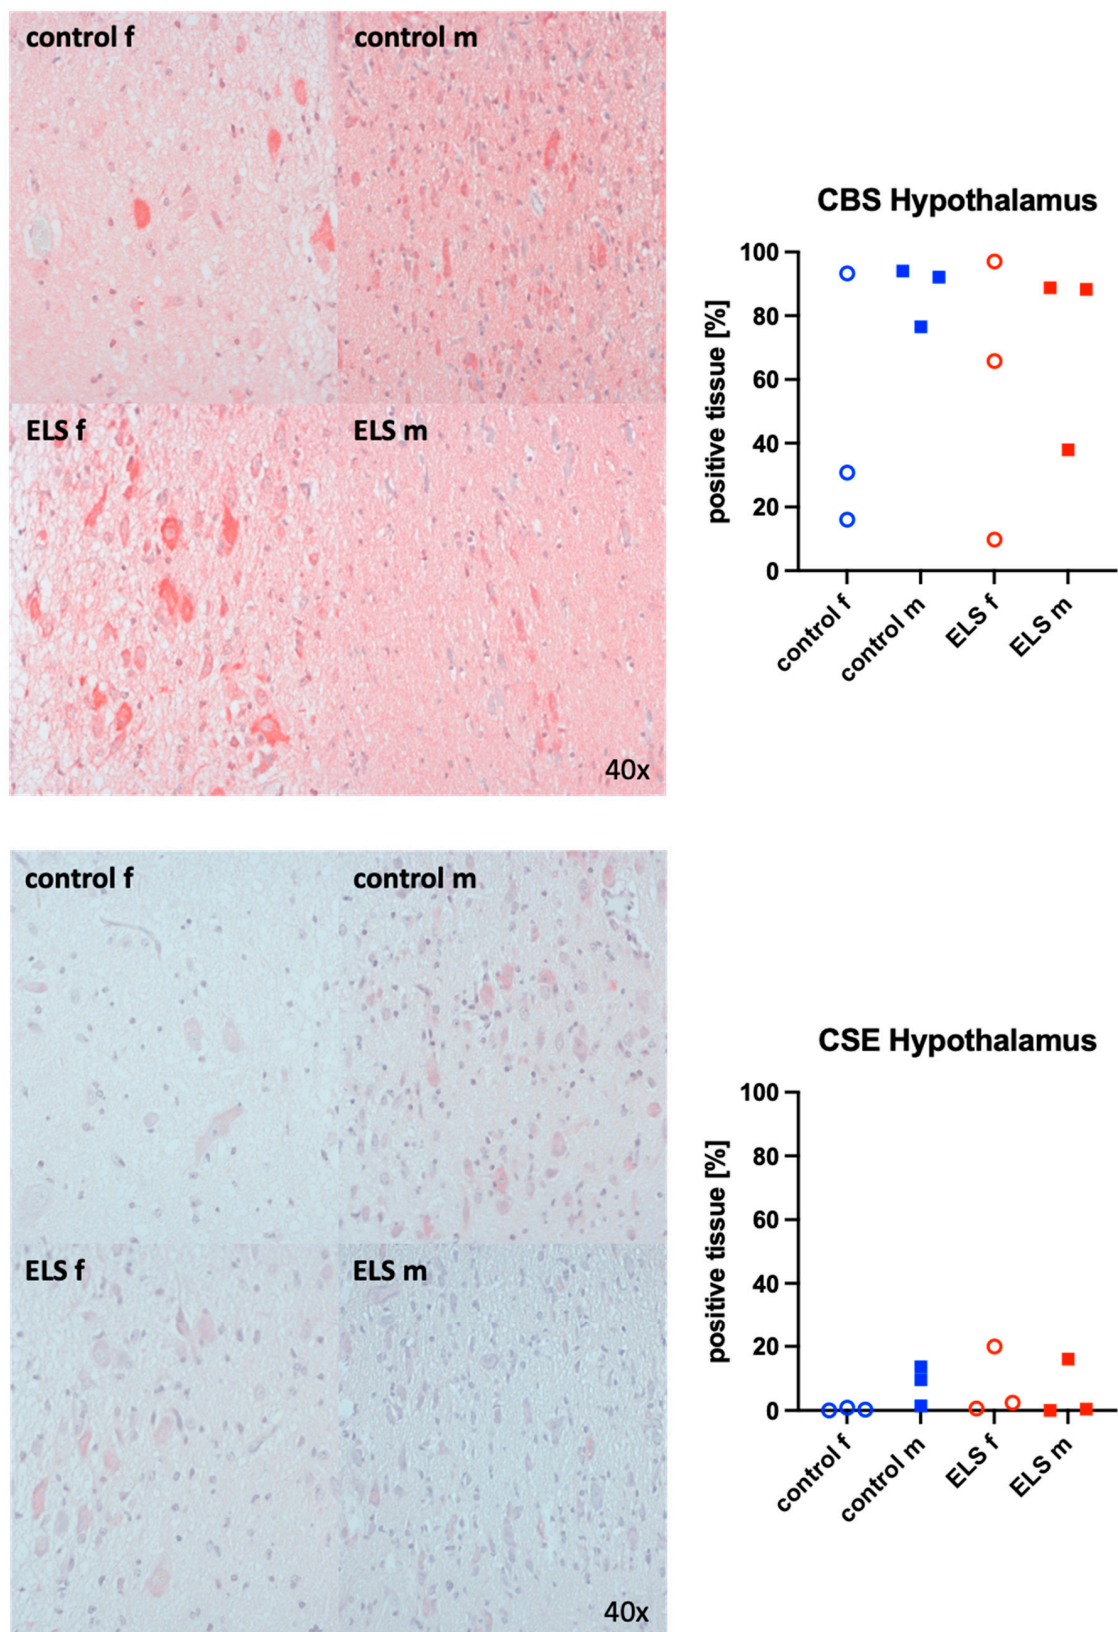 control f
control m
ELS f
ELS m
40x
CBS Hypothalamus
positive tissue [%]
100
80
60
40
20
0
control f
control m
ELS f
ELS m
control f
control m
ELS f
ELS m
40x
CSE Hypothalamus
positive tissue [%]
100
80
60
40
20
0
control f
control m
ELS f
ELS m